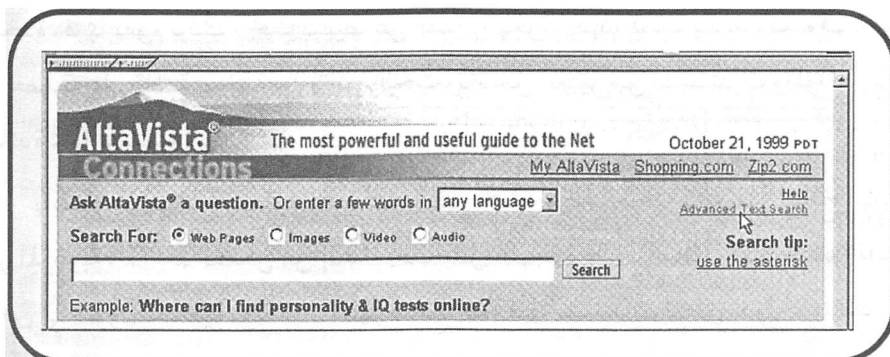 AltaVista®
The most powerful and useful guide to the Net
October 21, 1999 PDT
Connections
My AltaVista Shopping.com Zip2.com
Ask AltaVista® a question. Or enter a few words in any language
Help
Advanced Text Search
Search For: Web Pages Images Video Audio
Search tip:
use the asterisk
Search
Example: Where can I find personality & IQ tests online?